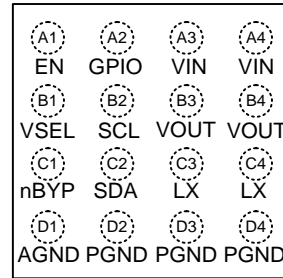 A1 A2 A3 A4
EN GPIO VIN VIN
B1 B2 B3 B4
VSEL SCL VOUT VOUT
C1 C2 C3 C4
nBYP SDA LX LX
D1 D2 D3 D4
AGND PGND PGND PGND